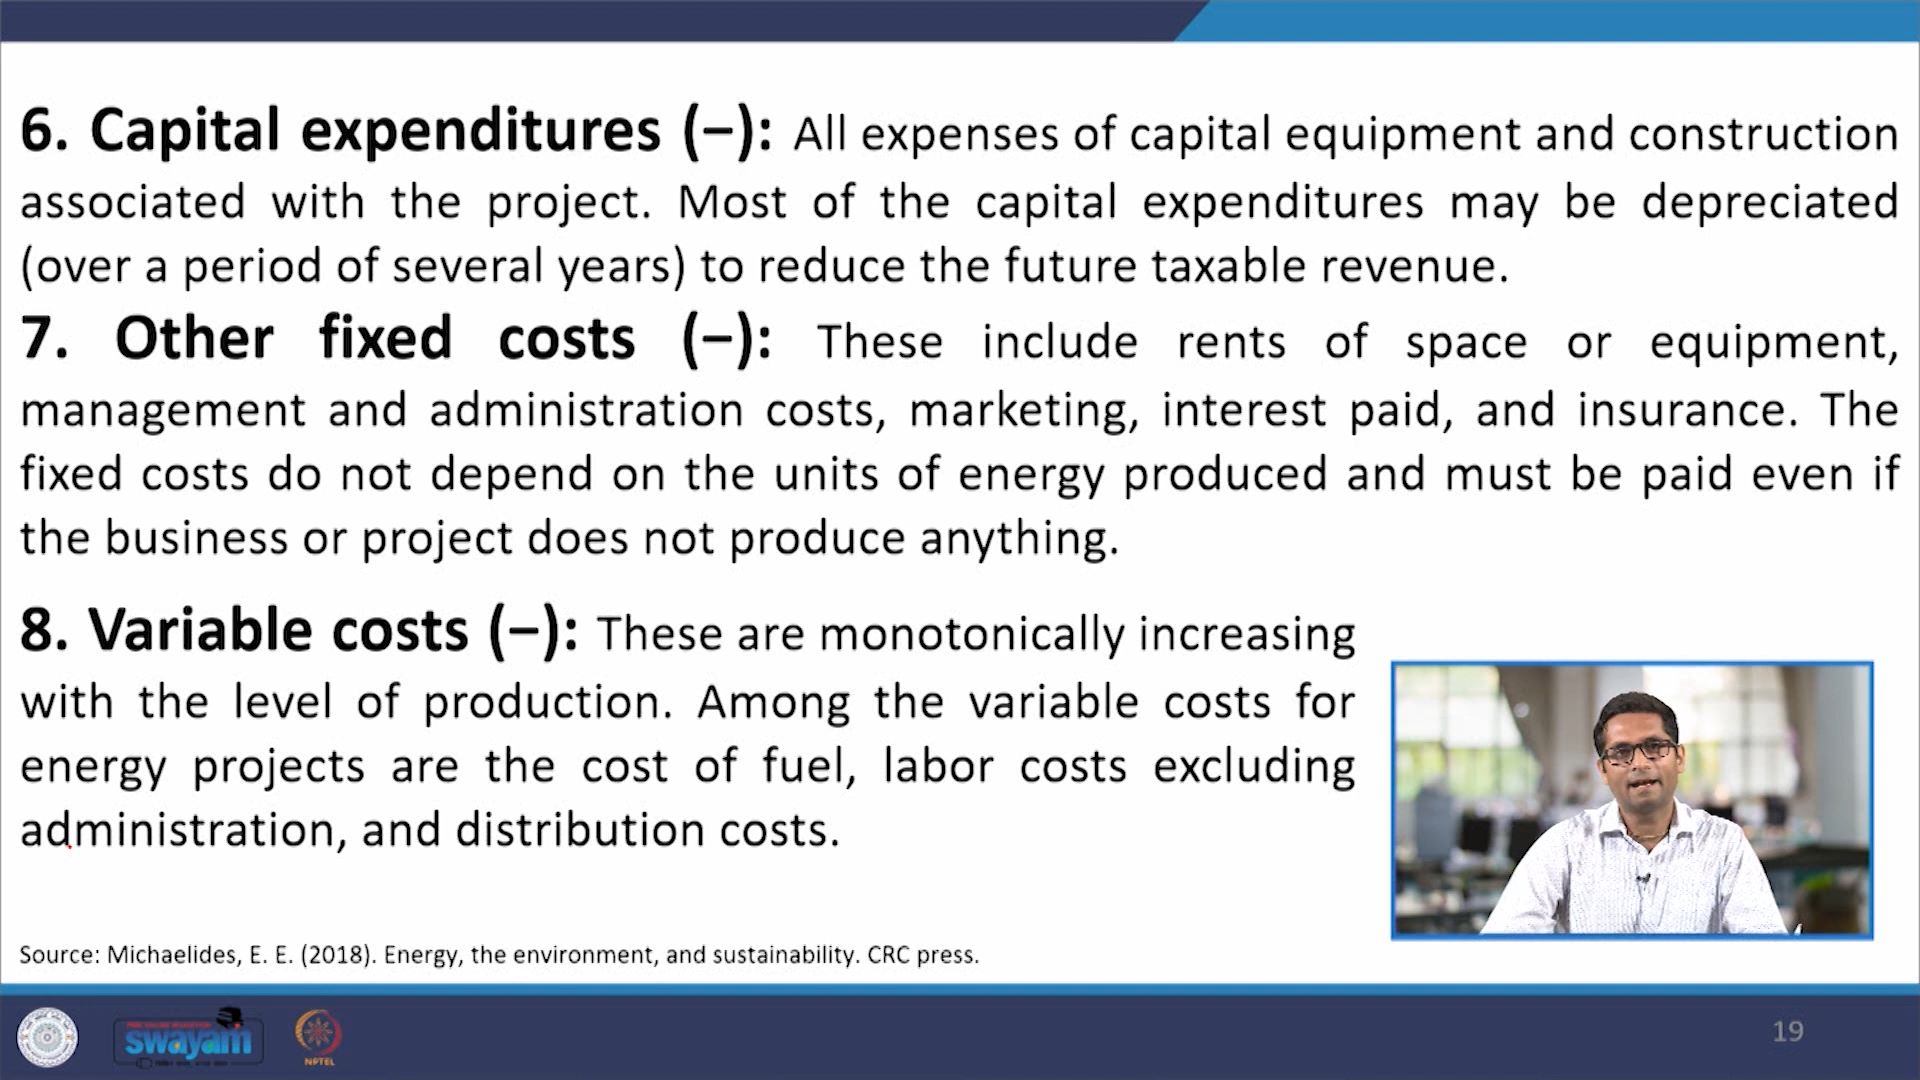 6. Capital expenditures (–): All expenses of capital equipment and construction
associated with the project. Most of the capital expenditures may be depreciated
(over a period of several years) to reduce the future taxable revenue.
7. Other fixed costs (–): These include rents of space or equipment,
management and administration costs, marketing, interest paid, and insurance. The
fixed costs do not depend on the units of energy produced and must be paid even if
the business or project does not produce anything.
8. Variable costs (–): These are monotonically increasing
with the level of production. Among the variable costs for
energy projects are the cost of fuel, labor costs excluding
administration, and distribution costs.
Source: Michaelides, E. E. (2018). Energy, the environment, and sustainability. CRC press.
swayam
NPTEL
19